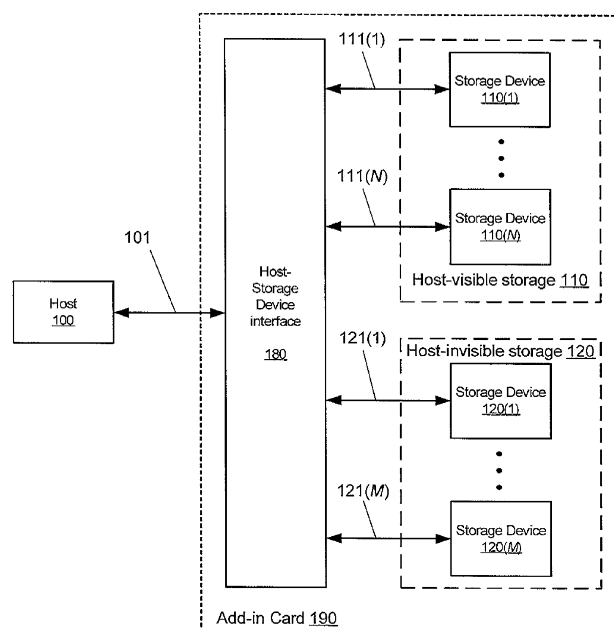 111(1)
Storage Device
110(1)
111(N)
Storage Device
110(N)
Host-visible storage 110
101
Host
100
Host-
Storage
Device
interface
180
Host-invisible storage 120
121(1)
Storage Device
120(1)
121(M)
Storage Device
120(M)
Add-in Card 190